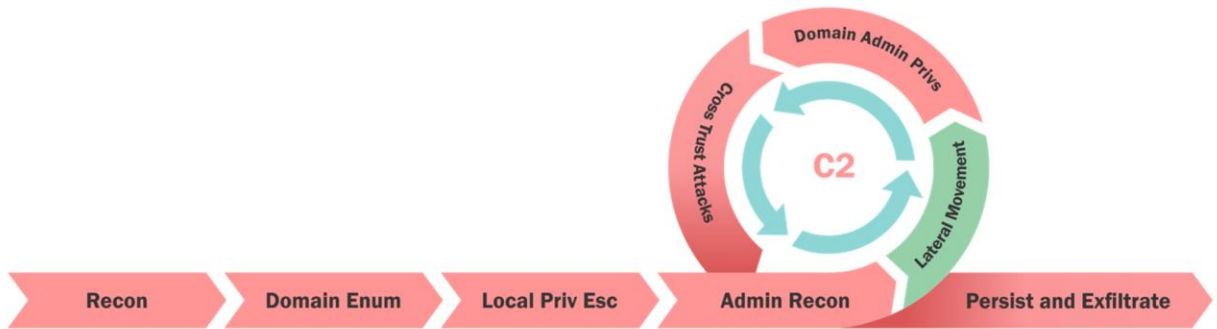 Domain Admin Privs
Cross Trust Attacks
C2
Lateral Movement
Recon
Domain Enum
Local Priv Esc
Admin Recon
Persist and Exfiltrate